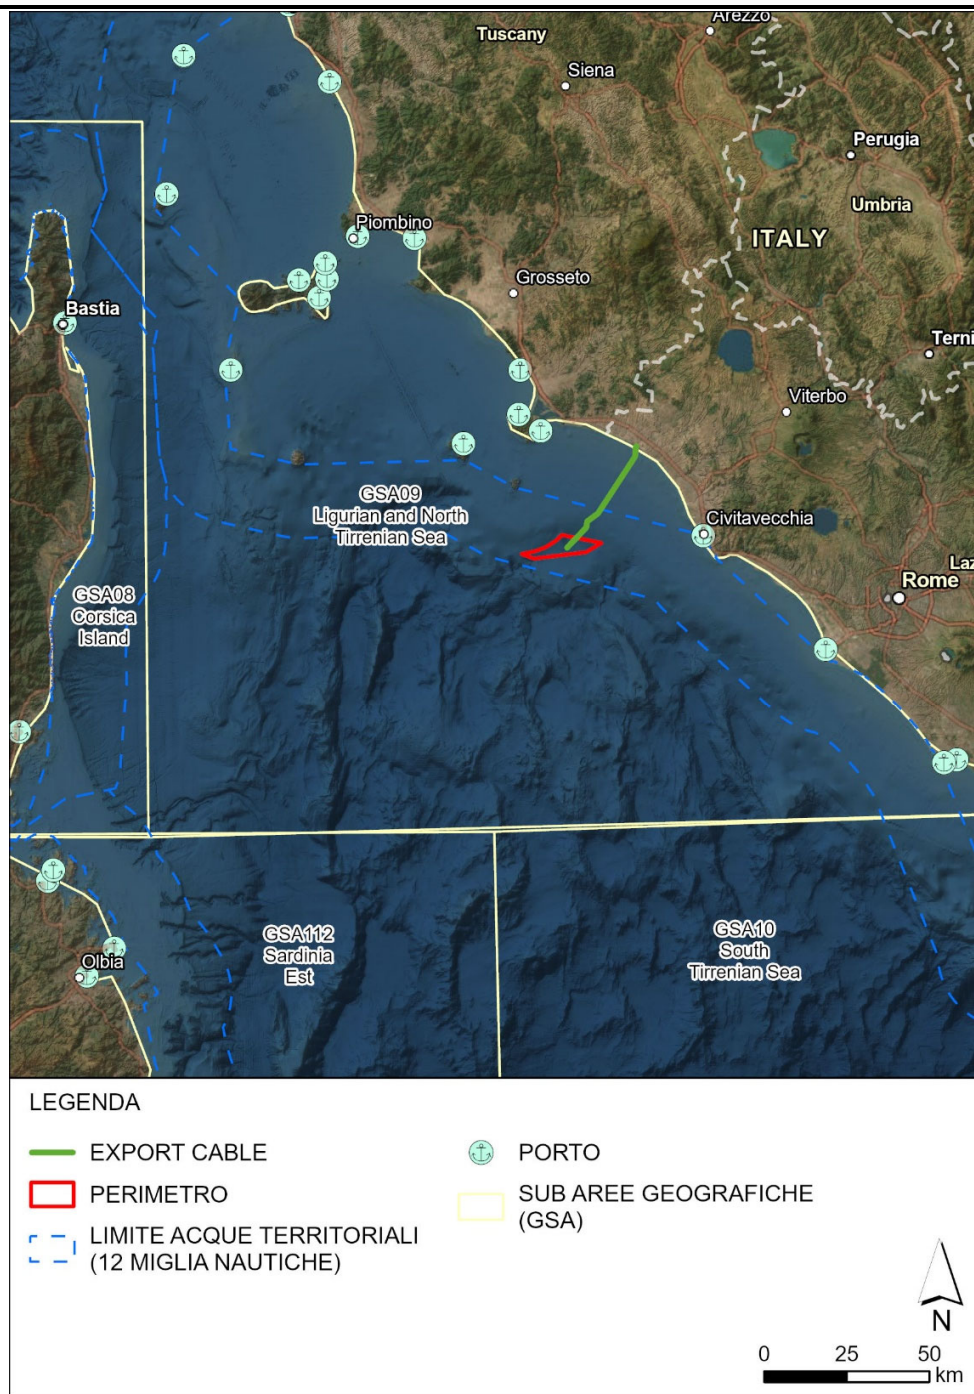 Arezzo
Tuscany
Siena
Perugia
Umbria
ITALY
Piombino
Grosseto
Bastia
Terni
Viterbo
GSA09
Ligurian and North
Tirrenian Sea
Civitavecchia
Laz
Rome
GSA08
Corsica
Island
GSA112
Sardinia
Est
GSA10
South
Tirrenian Sea
Olbia
LEGENDA
EXPORT CABLE
PERIMETRO
LIMITE ACQUE TERRITORIALI
(12 MIGLIA NAUTICHE)
PORTO
SUB AREE GEOGRAFICHE
(GSA)
N
0 25 50
km